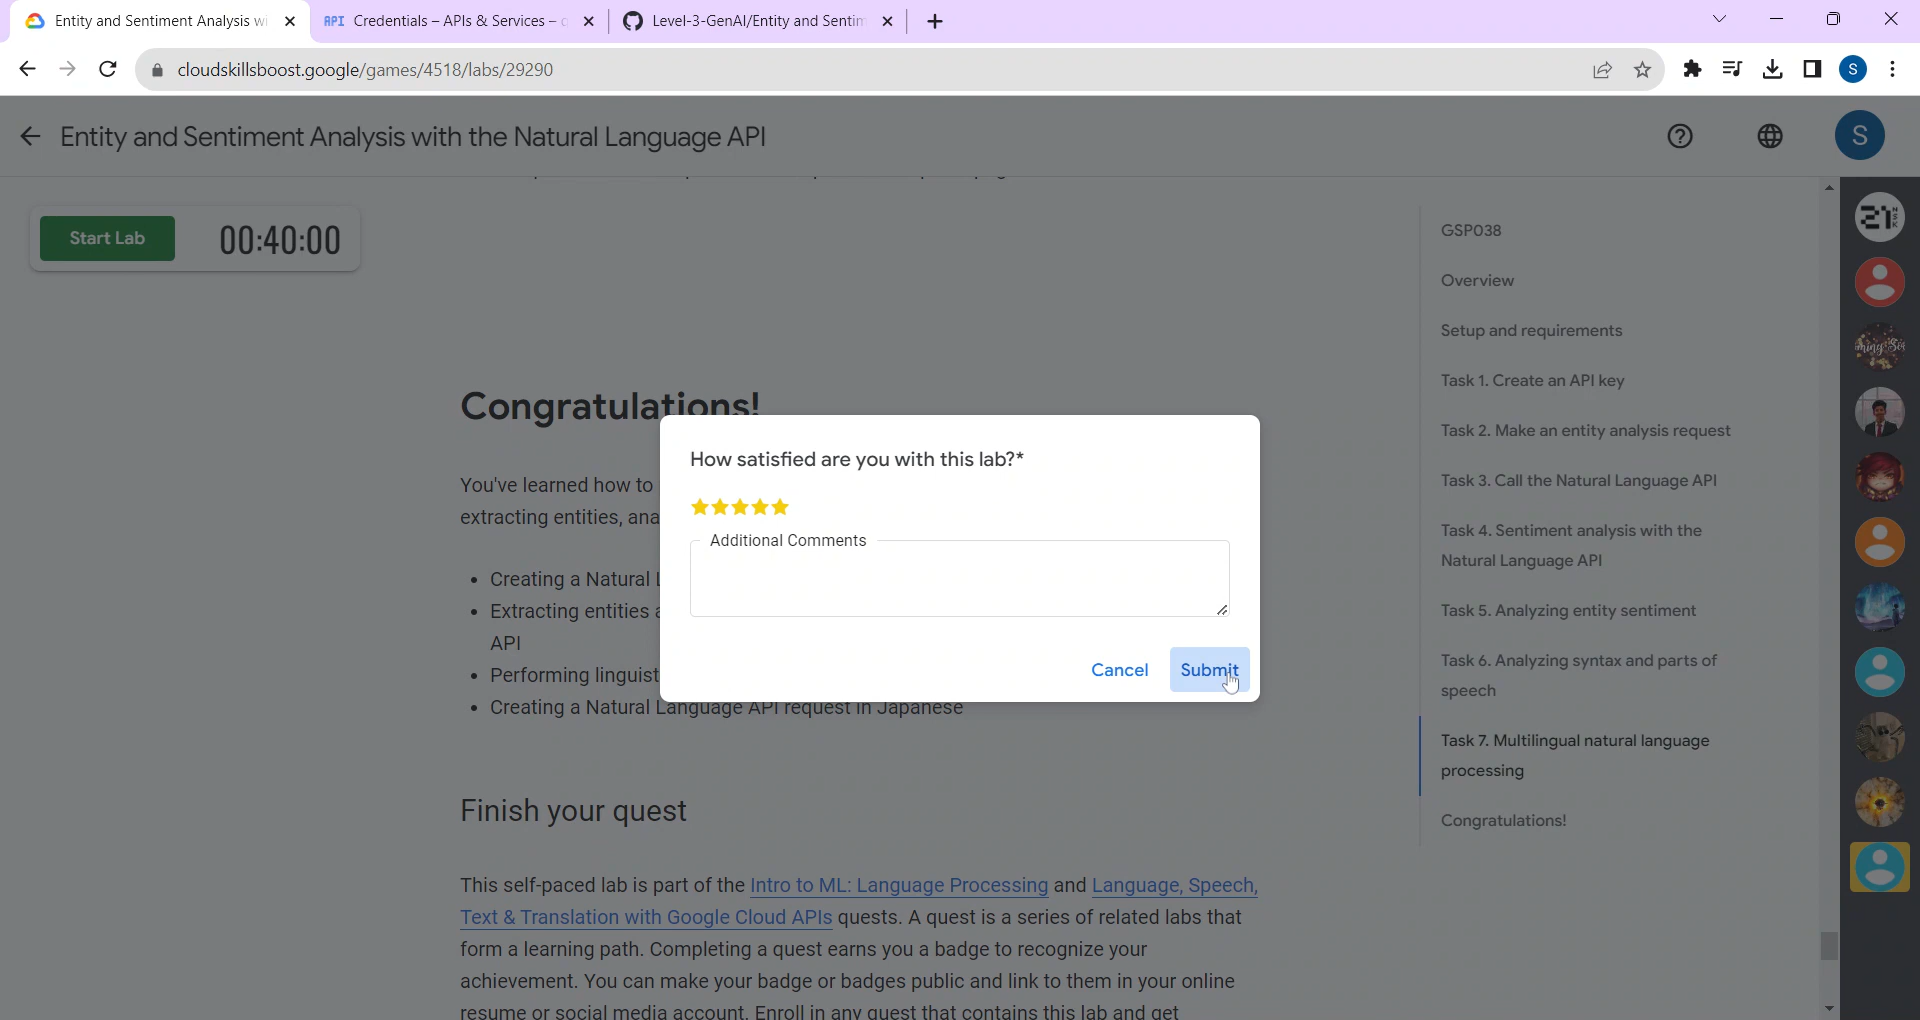 Entity and Sentiment Analysis wi
API Credentials – APIs & Services –
Level-3-GenAI/Entity and Sentim
cloudskillsboost.google/games/4518/labs/29290
S
Entity and Sentiment Analysis with the Natural Language API
S
Start Lab
00:40:00
Congratulations!
You've learned how to
extracting entities, ana
Creating a Natural L
Extracting entities a
API
Performing linguist
Creating a Natural Language API request in Japanese
How satisfied are you with this lab?*
Additional Comments
Cancel
Submit
Finish your quest
This self-paced lab is part of the Intro to ML: Language Processing and Language, Speech,
Text & Translation with Google Cloud APIs quests. A quest is a series of related labs that
form a learning path. Completing a quest earns you a badge to recognize your
achievement. You can make your badge or badges public and link to them in your online
resume or social media account. Enroll in any quest that contains this lab and get
GSP038
Overview
Setup and requirements
Task 1. Create an API key
Task 2. Make an entity analysis request
Task 3. Call the Natural Language API
Task 4. Sentiment analysis with the
Natural Language API
Task 5. Analyzing entity sentiment
Task 6. Analyzing syntax and parts of
speech
Task 7. Multilingual natural language
processing
Congratulations!